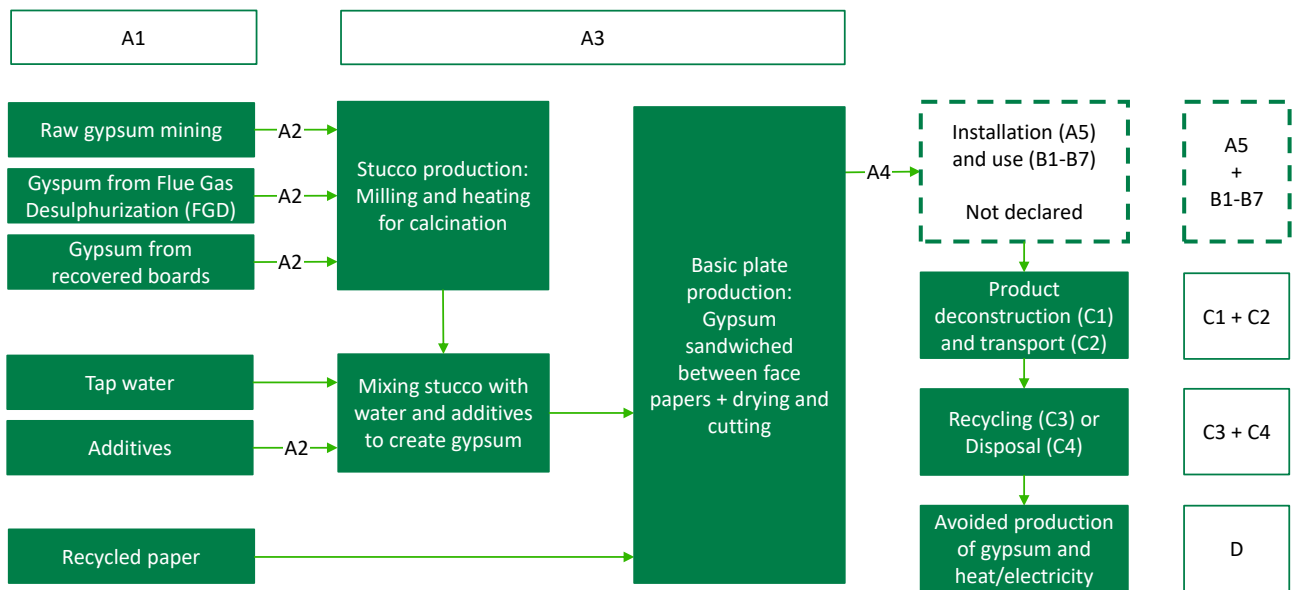 A1
A3
Raw gypsum mining
A2
Gyspum from Flue Gas
Desulphurization (FGD)
A2
Gypsum from
recovered boards
A2
Stucco production:
Milling and heating
for calcination
Tap water
Additives
A2
Mixing stucco with
water and additives
to create gypsum
Recycled paper
Basic plate
production:
Gypsum
sandwiched
between face
papers + drying and
cutting
A4
Installation (A5)
and use (B1-B7)
Not declared
A5
+
B1-B7
Product
deconstruction (C1)
and transport (C2)
C1 + C2
Recycling (C3) or
Disposal (C4)
C3 + C4
Avoided production
of gypsum and
heat/electricity
D